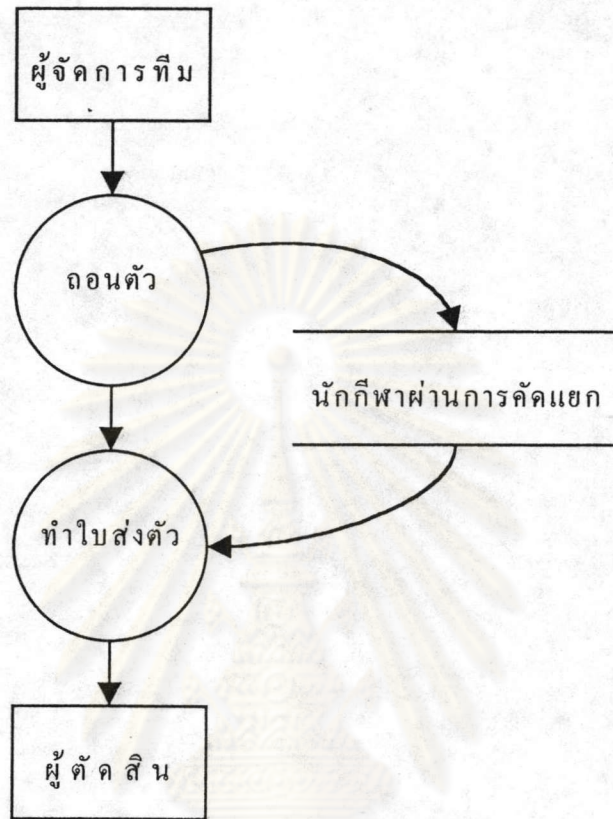 ผู้จัดการทีม
ถอนตัว
นักกีฬาผ่านการคัดแยก
ทำใบส่งตัว
ผู้ตัดสิน